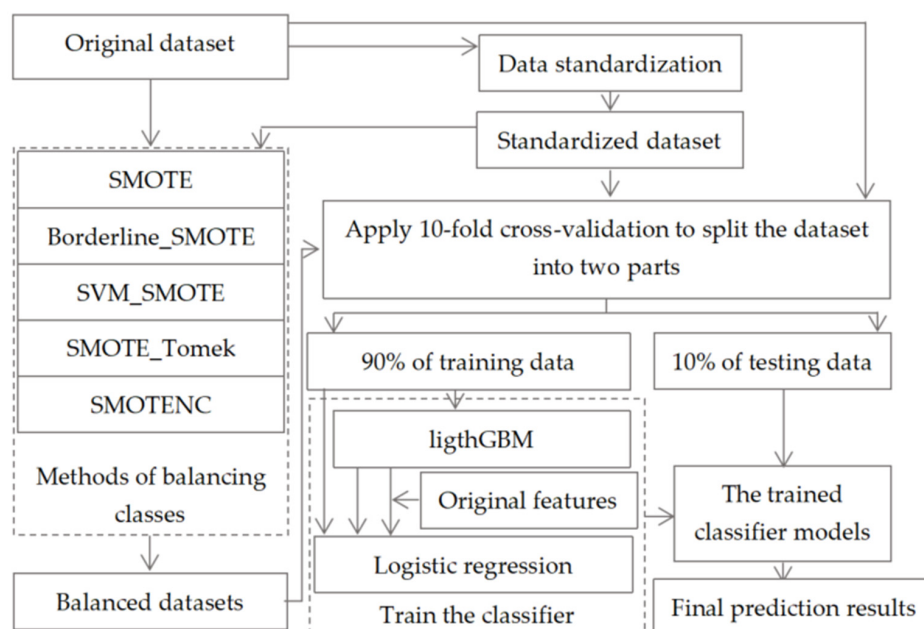 Original dataset
Data standardization
Standardized dataset
SMOTE
Borderline_SMOTE
SVM_SMOTE
SMOTE_Tomek
SMOTENC
Methods of balancing
classes
Balanced datasets
Apply 10-fold cross-validation to split the dataset
into two parts
90% of training data
10% of testing data
ligthGBM
Original features
Logistic regression
Train the classifier
The trained
classifier models
Final prediction results